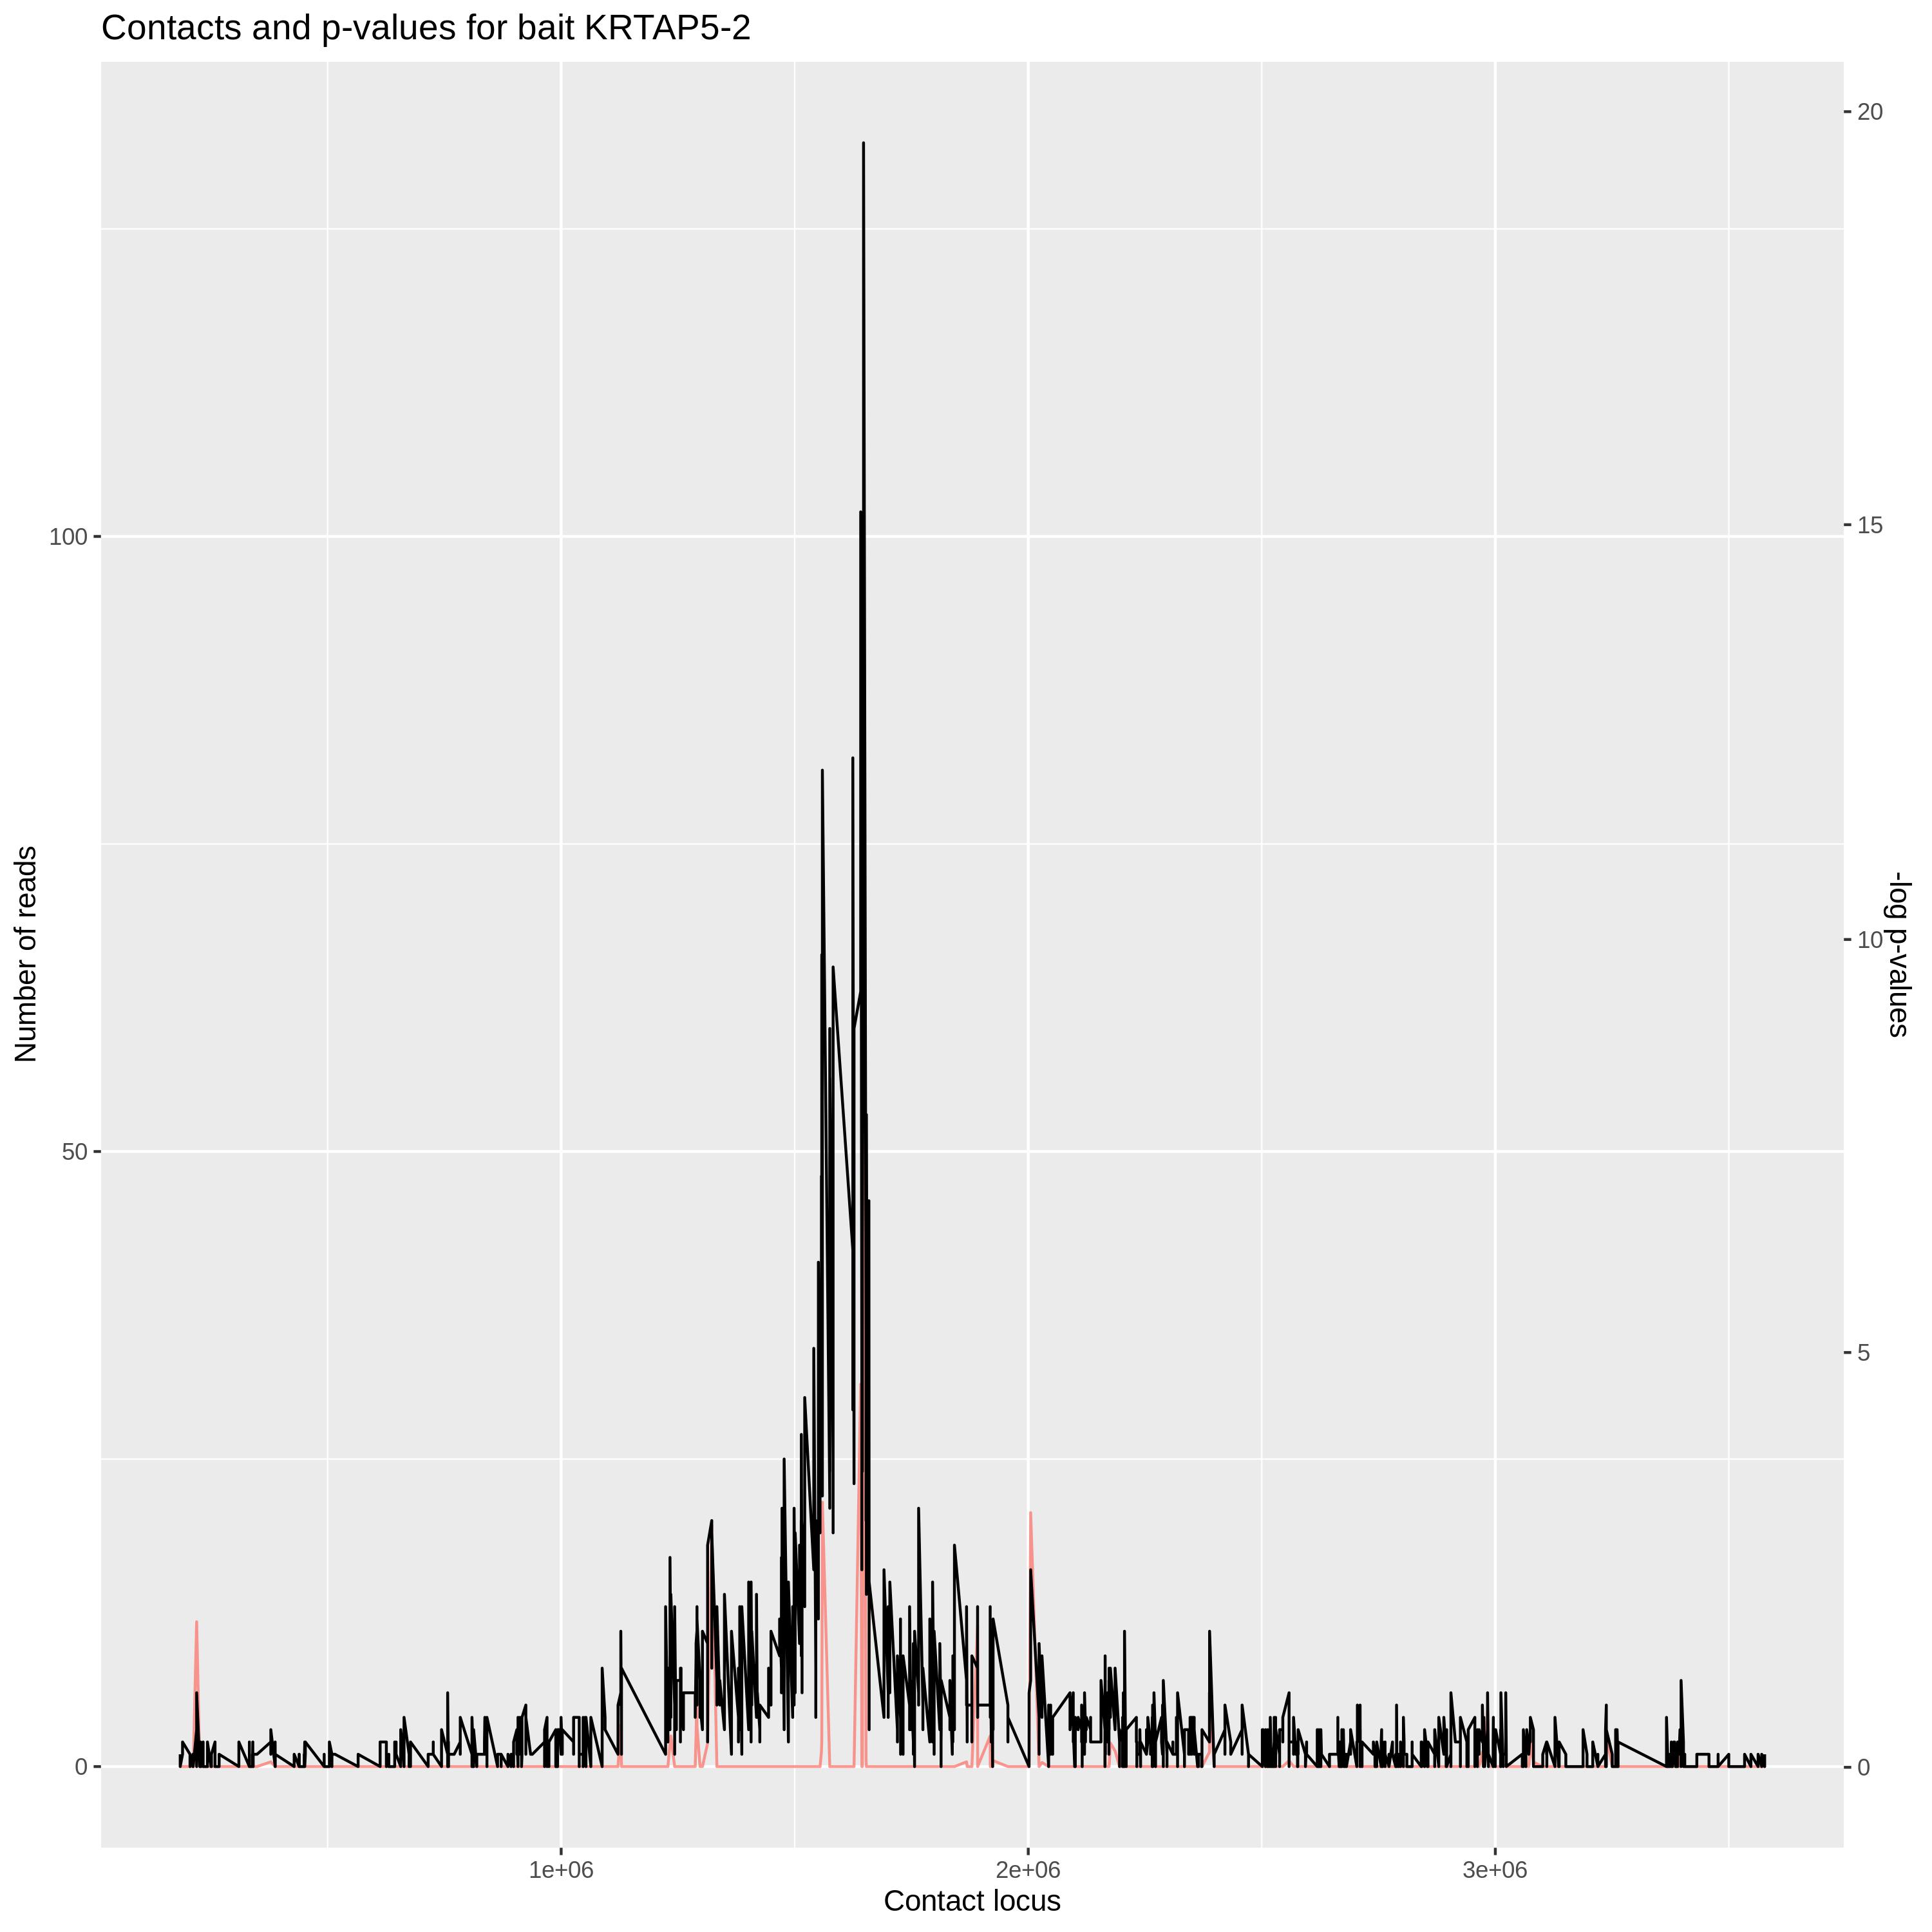 Contacts and p-values for bait KRTAP5-2
20
15
10
5
0
100
50
0
Number of reads
-log p-values
1e+06 2e+06 3e+06
Contact locus